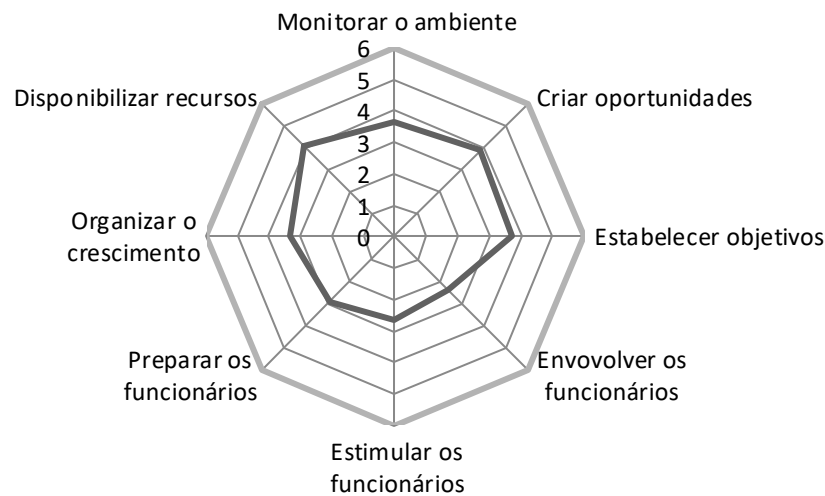 Monitorar o ambiente
6
5
4
3
2
1
0
Criar oportunidades
Estabelecer objetivos
Envovolver os
funcionários
Estimular os
funcionários
Preparar os
funcionários
Organizar o
crescimento
Disponibilizar recursos